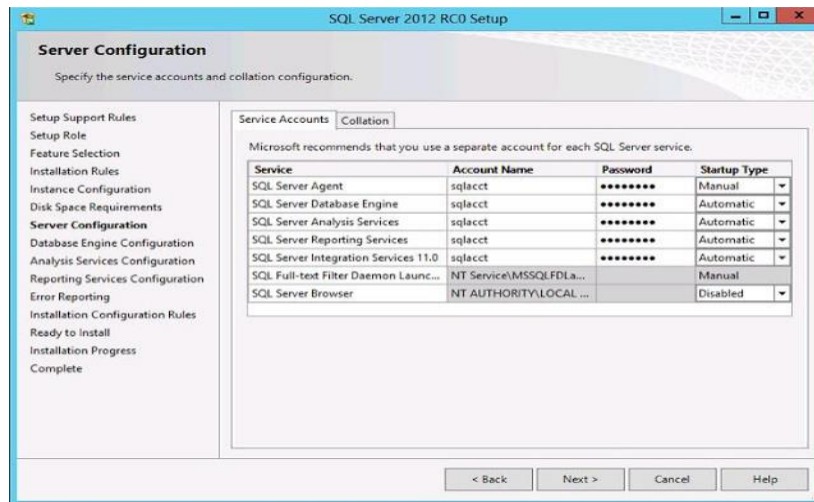 SQL Server 2012 RC0 Setup
Server Configuration
Specify the service accounts and collation configuration.
Setup Support Rules
Setup Role
Feature Selection
Installation Rules
Instance Configuration
Disk Space Requirements
Server Configuration
Database Engine Configuration
Analysis Services Configuration
Reporting Services Configuration
Error Reporting
Installation Configuration Rules
Ready to Install
Installation Progress
Complete
Service Accounts Collation
Microsoft recommends that you use a separate account for each SQL Server service.
Service Account Name Password Startup Type
SQL Server Agent sqlacct ●●●●●●●● Manual
SQL Server Database Engine sqlacct ●●●●●●●● Automatic
SQL Server Analysis Services sqlacct ●●●●●●●● Automatic
SQL Server Reporting Services sqlacct ●●●●●●●● Automatic
SQL Server Integration Services 11.0 sqlacct ●●●●●●●● Automatic
SQL Full-text Filter Daemon Launc... NT Service\MSSQLFDLa... Manual
SQL Server Browser NT AUTHORITY\LOCAL ... Disabled
< Back Next > Cancel Help